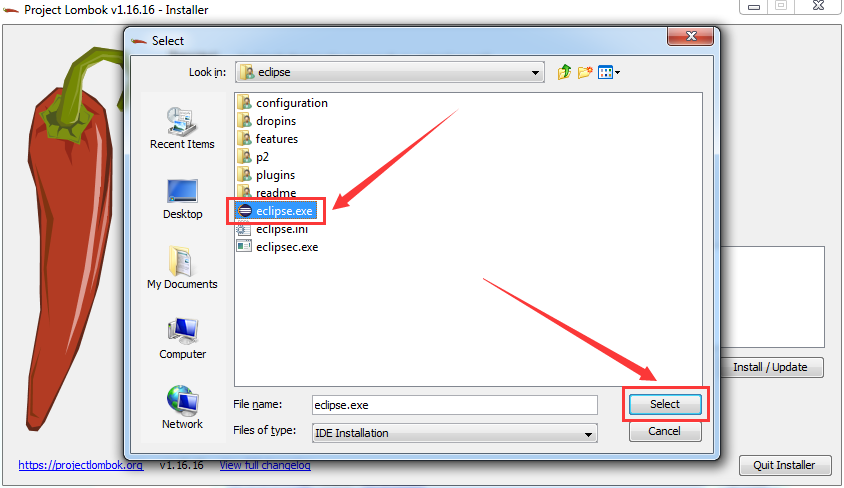 Project Lombok v1.16.16 - Installer
Select
Look in: eclipse
configuration
dropins
features
p2
plugins
readme
eclipse.exe
eclipse.ini
eclipsec.exe
Recent Items
Desktop
My Documents
Computer
Network
File name: eclipse.exe
Files of type: IDE Installation
Select
Cancel
Install / Update
https://projectlombok.org v1.16.16 View full changelog
Quit Installer